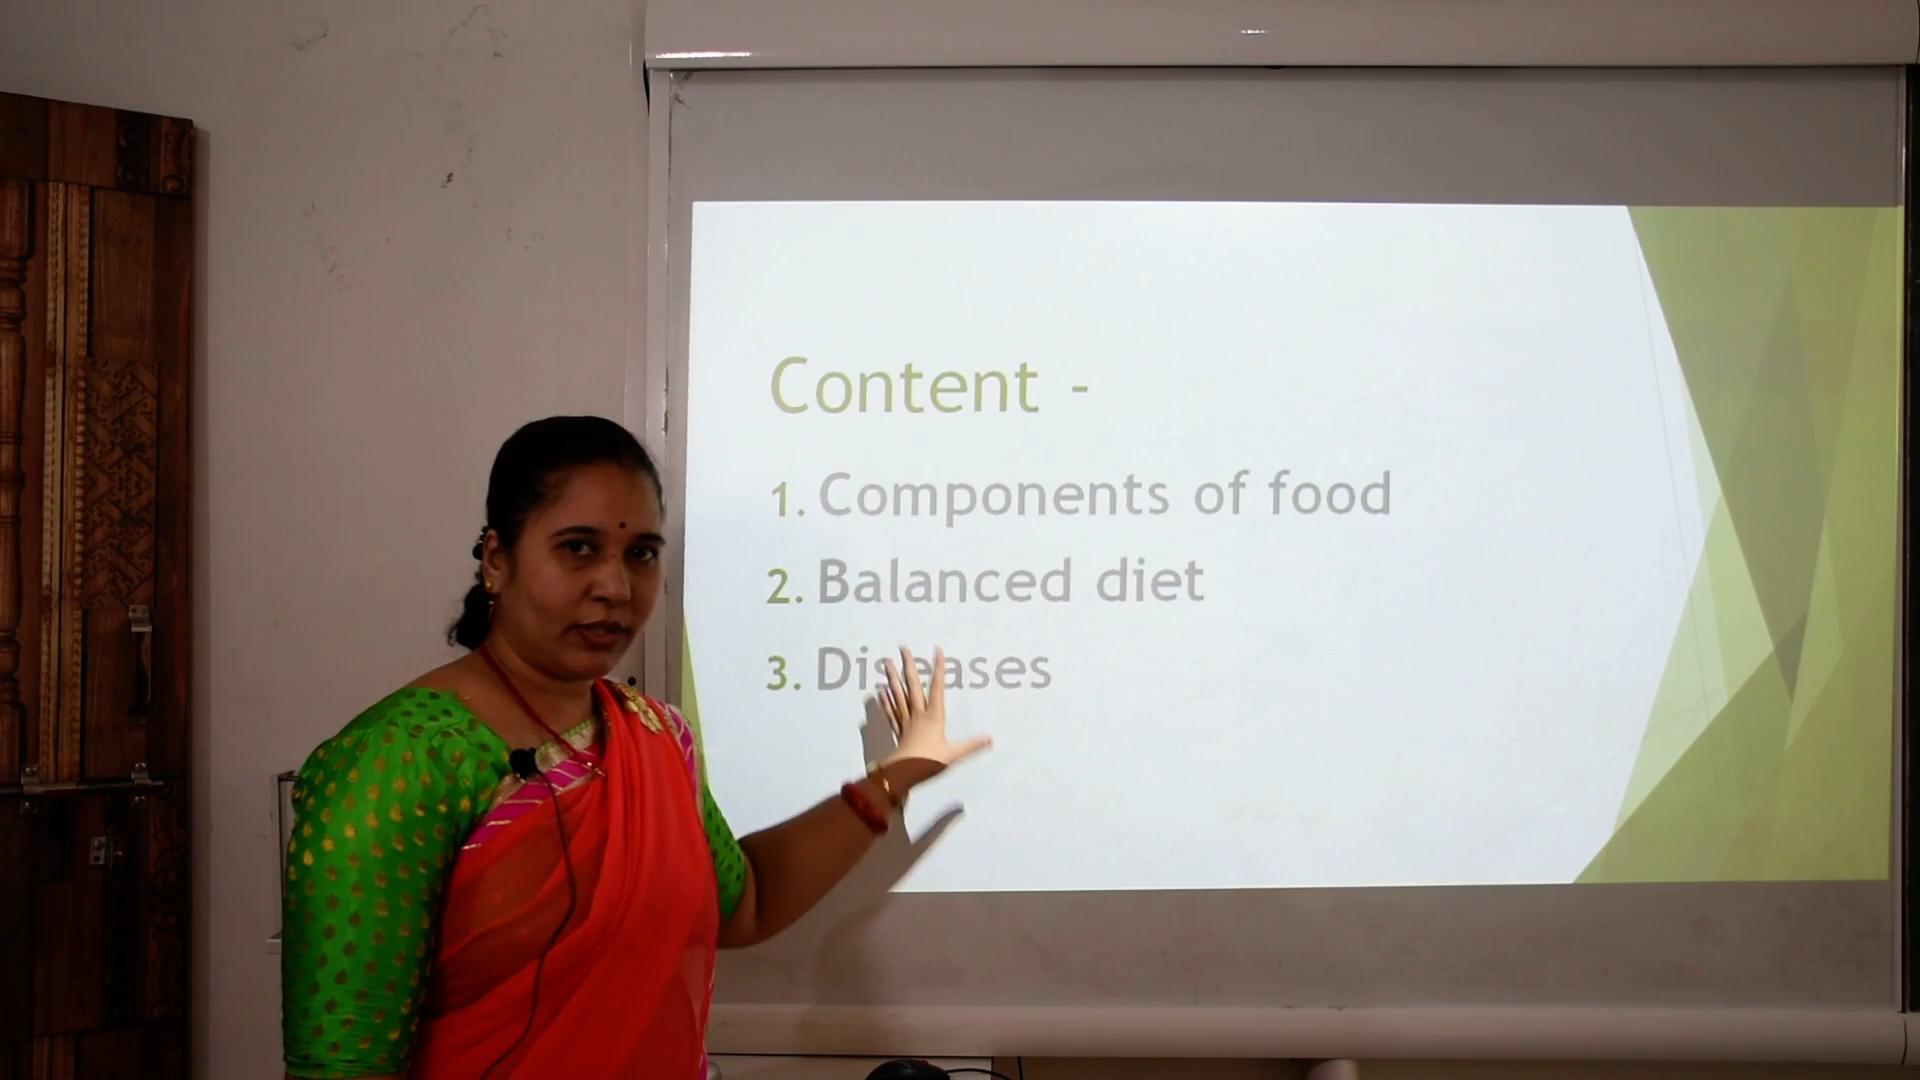 Content -
1. Components of food
2. Balanced diet
3. Diseases